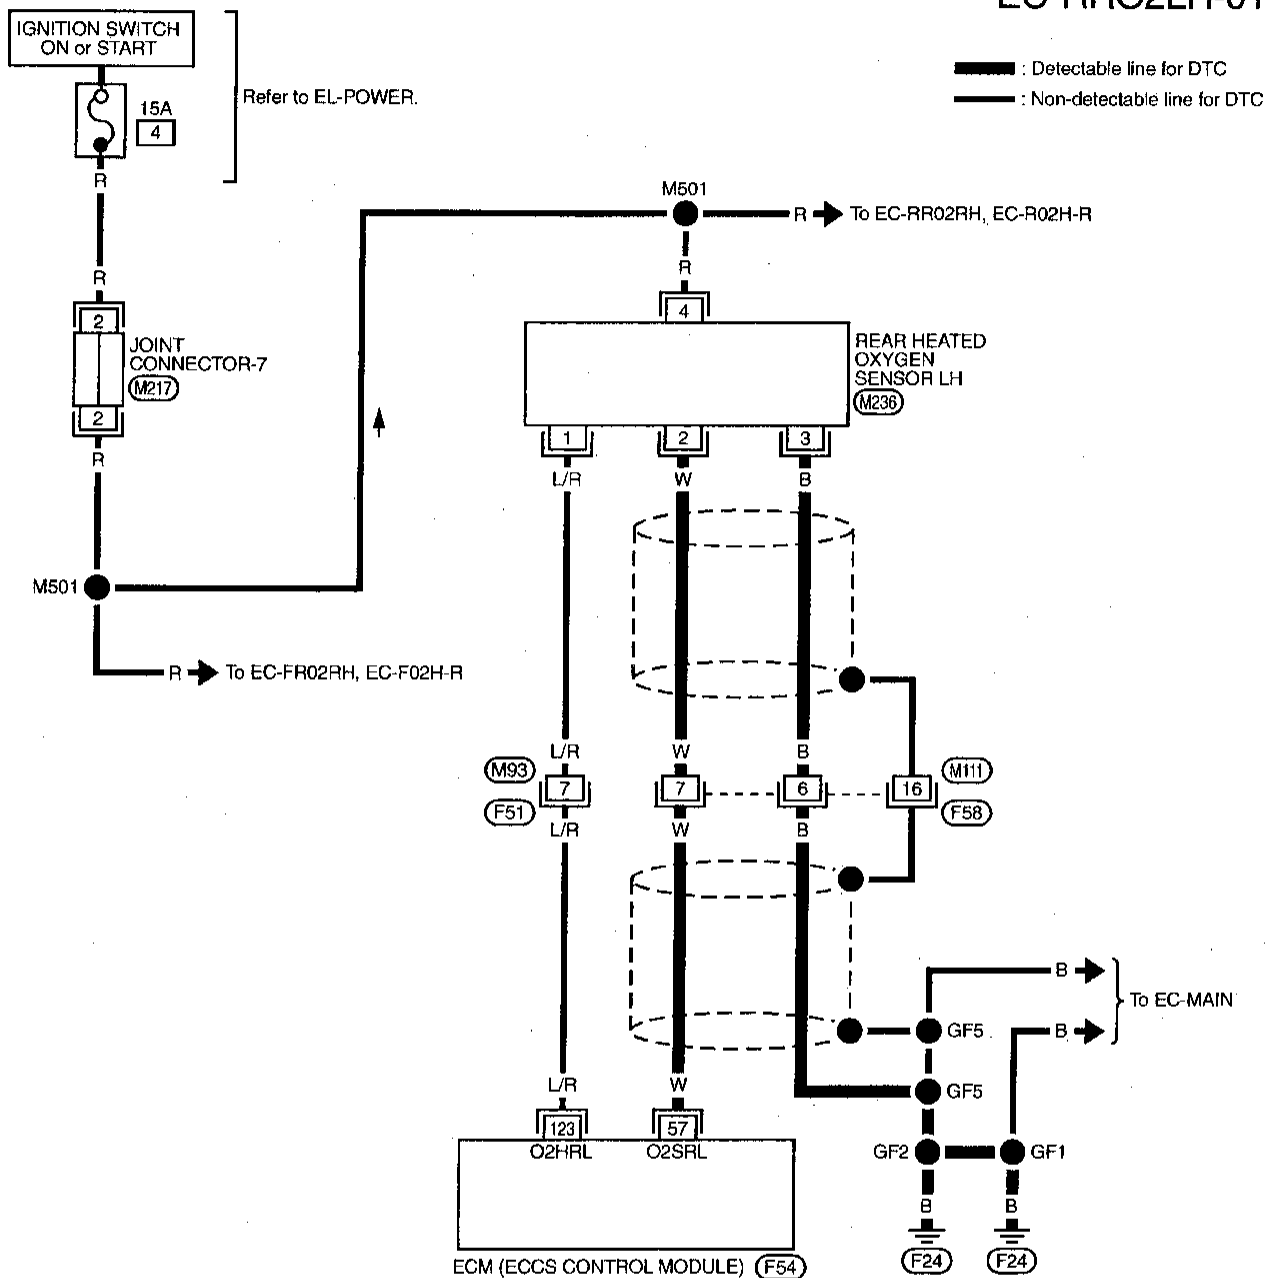 IGNITION SWITCH
ON or START
15A
4
Refer to EL-POWER.
: Detectable line for DTC
: Non-detectable line for DTC
R
R
2
JOINT
CONNECTOR-7
M217
2
R
M501
R
To EC-FR02RH, EC-F02H-R
M501
R
To EC-RR02RH, EC-R02H-R
R
4
REAR HEATED
OXYGEN
SENSOR LH
M236
1
2
3
L/R
W
B
L/R
W
B
M93
7
7
6
16
M111
F51
F58
L/R
W
B
B
To EC-MAIN
GF5
B
L/R
W
GF5
123
57
O2HRL
O2SRL
GF2
GF1
B
B
F24
F24
ECM (ECCS CONTROL MODULE)
F54